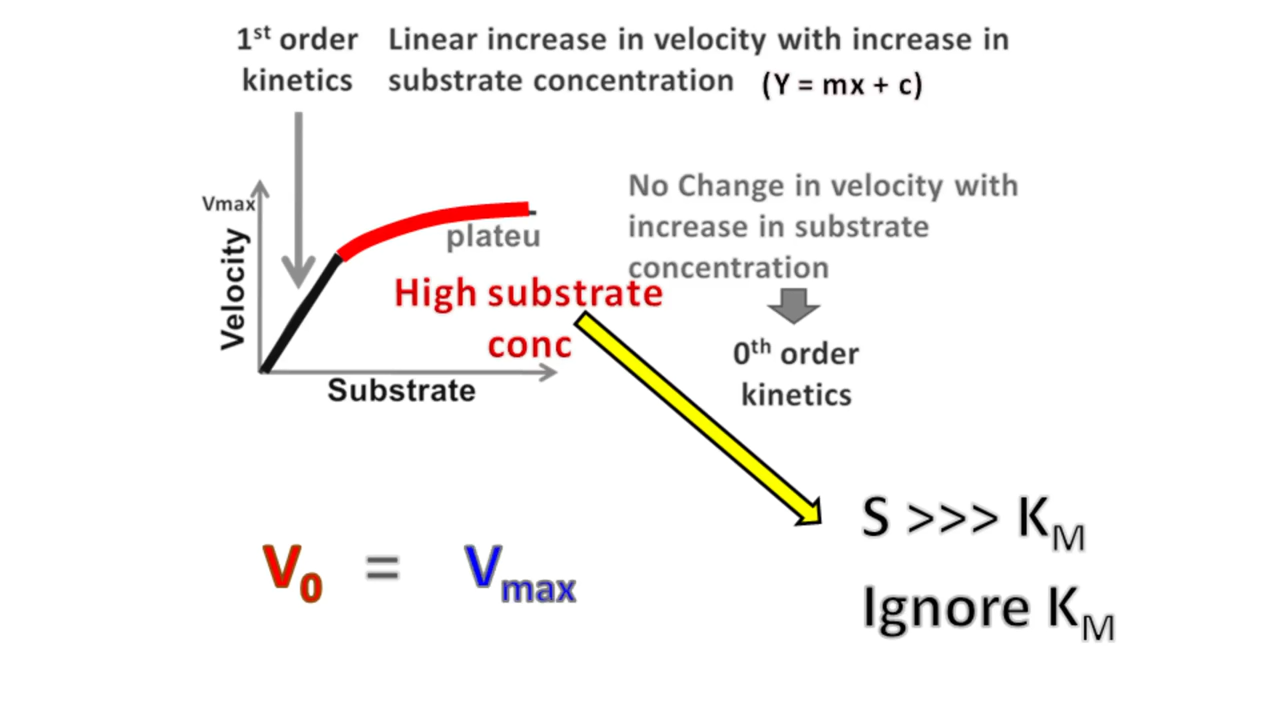 1st order kinetics
Linear increase in velocity with increase in
substrate concentration (Y = mx + c)
Vmax
Velocity
plateu
Substrate
High substrate
conc
No Change in velocity with
increase in substrate
concentration
0th order
kinetics
S >>> KM
Ignore KM
V0 = Vmax